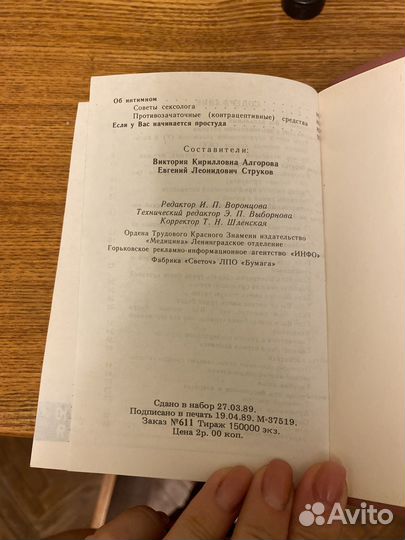 Об интимном
Советы сексолога
Противозачаточные (контрацептивные) средства
Если у Вас начинается простуда
Составители:
Виктория Кирилловна Алгорова
Евгений Леонидович Струков
Редактор И. П. Воронцова
Технический редактор Э. П. Выборнова
Корректор Т. Н. Шленская
Ордена Трудового Красного Знамени издательство
«Медицина» Ленинградское отделение
Горьковское рекламно-информационное агентство «ИНФО»
Фабрика «Светоч» ЛПО «Бумага»
Сдано в набор 27.03.89.
Подписано в печать 19.04.89. М-37519.
Заказ №611 Тираж 150000 экз.
Цена 2р. 00 коп.
Avito